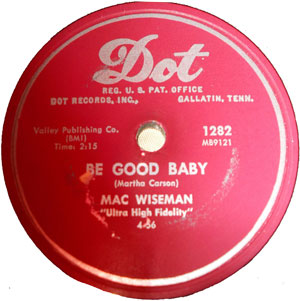 Dot
REG. U. S. PAT. OFFICE
DOT RECORDS, INC., GALLATIN, TENN.
Valley Publishing Co.
(BMI)
Time: 2:15
1282
MB9121
BE GOOD BABY
(Martha Carson)
MAC WISEMAN
"Ultra High Fidelity"
4-56